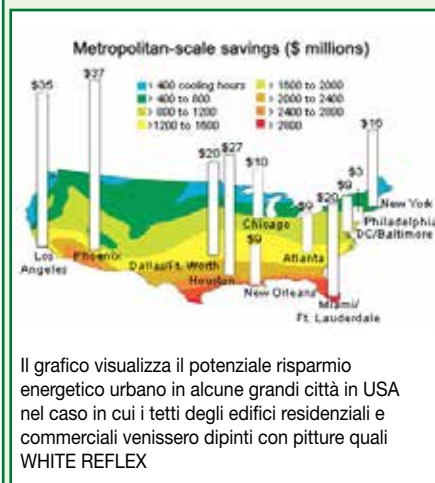 Metropolitan-scale savings ($ millions)
< 400 cooling hours
> 400 to 800
> 800 to 1200
>1200 to 1600
> 1600 to 2000
> 2000 to 2400
> 2400 to 2800
> 2800
$35
$37
$20
$27
$10
$9
$9
$20
$9
$3
$16
Los
Angeles
Phoenix
Dallas/Ft. Worth
Houston
Chicago
New Orleans
Atlanta
Miami/
Ft. Lauderdale
New York
Philadelphia
DC/Baltimore
Il grafico visualizza il potenziale risparmio
energetico urbano in alcune grandi città in USA
nel caso in cui i tetti degli edifici residenziali e
commerciali venissero dipinti con pitture quali
WHITE REFLEX